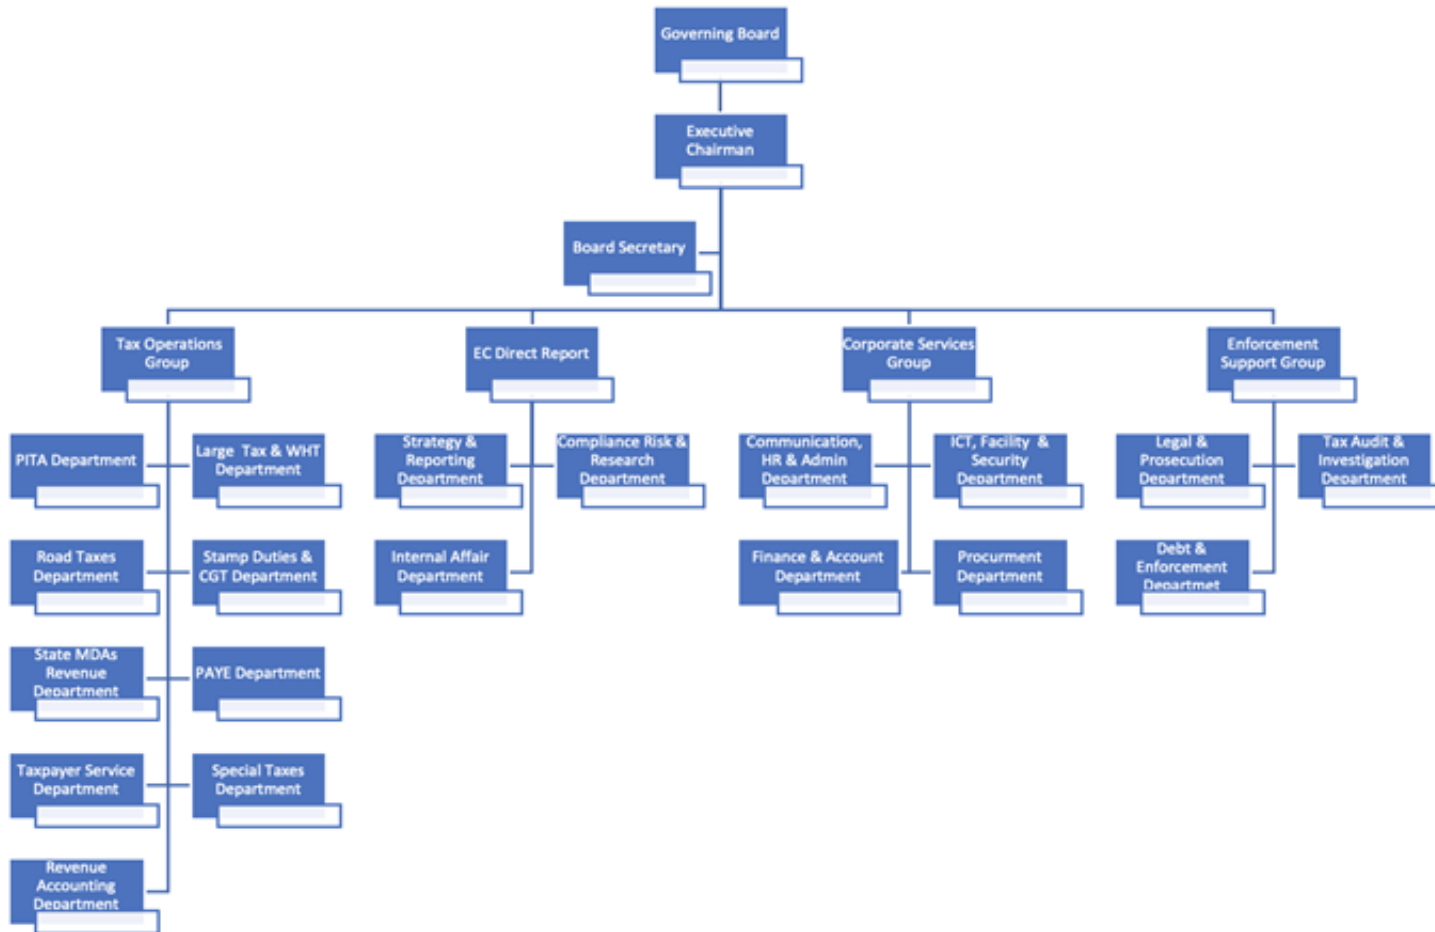 Governing Board
Executive
Chairman
Board Secretary
Tax Operations
Group
EC Direct Report
Corporate Services
Group
Enforcement
Support Group
PITA Department
Large Tax & WHT
Department
Strategy &
Reporting
Department
Compliance Risk &
Research
Department
Communication,
HR & Admin
Department
ICT, Facility &
Security
Department
Legal &
Prosecution
Department
Tax Audit &
Investigation
Department
Road Taxes
Department
Stamp Duties &
CGT Department
Internal Affair
Department
Finance & Account
Department
Procurment
Department
Debt &
Enforcement
Departmet
State MDAs
Revenue
Department
PAYE Department
Taxpayer Service
Department
Special Taxes
Department
Revenue
Accounting
Department